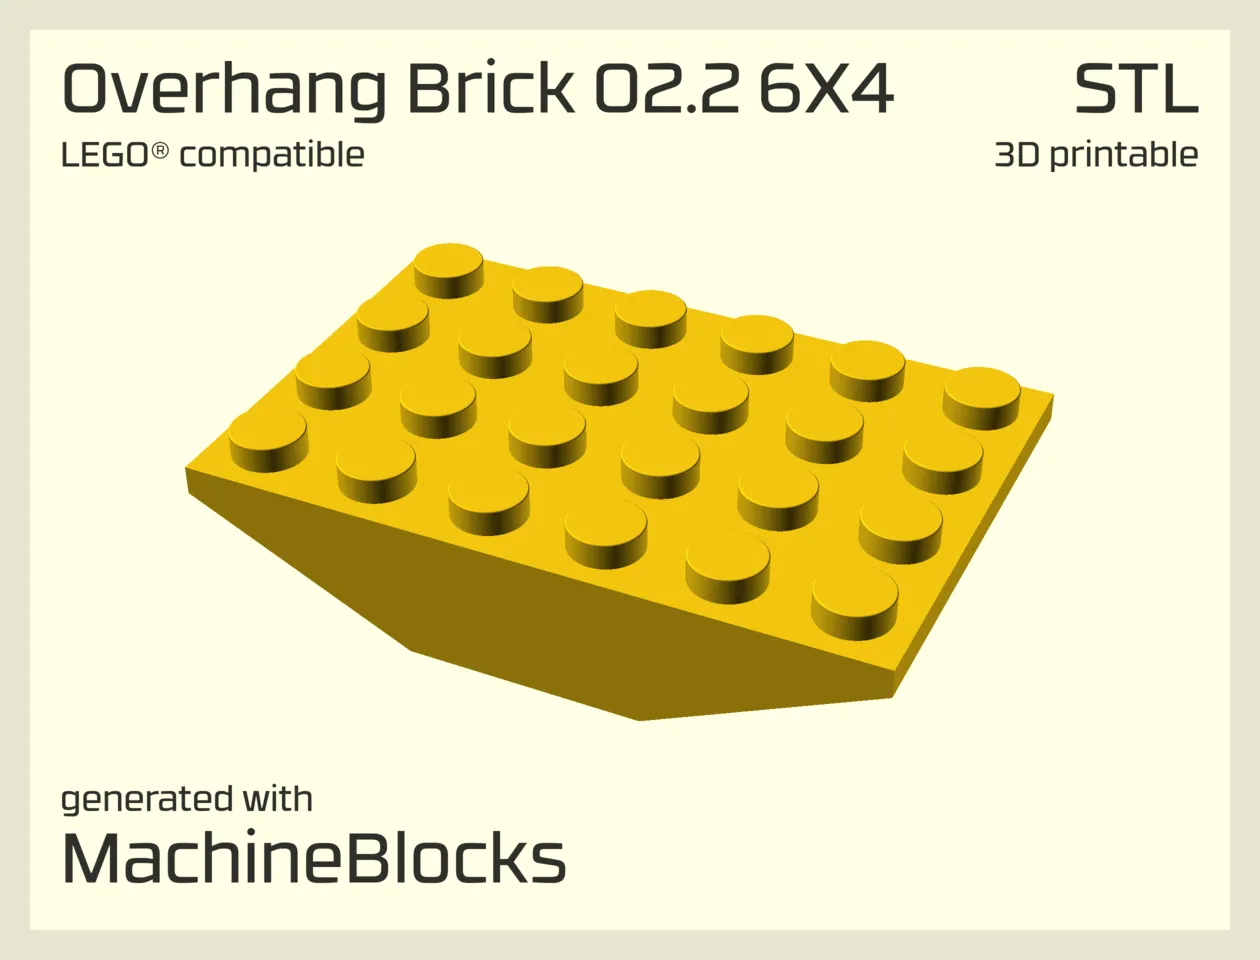 Overhang Brick 02.2 6X4
STL
LEGO® compatible
3D printable
generated with
MachineBlocks